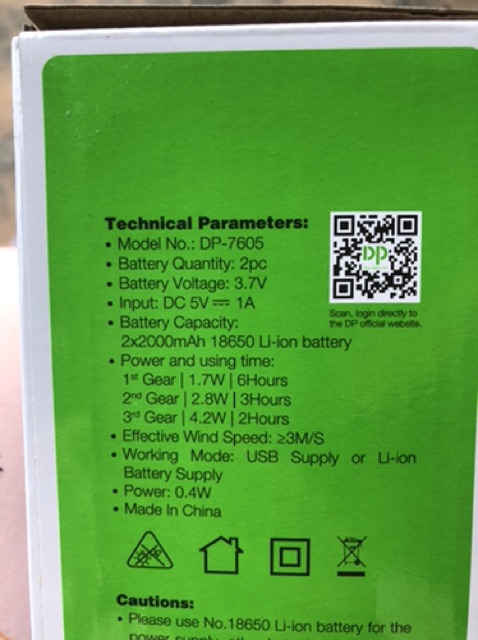 Technical Parameters:
• Model No.: DP-7605
• Battery Quantity: 2pc
• Battery Voltage: 3.7V
• Input: DC 5V⎓ 1A
• Battery Capacity:
2x2000mAh 18650 Li-ion battery
• Power and using time:
1st Gear | 1.7W | 6Hours
2nd Gear | 2.8W | 3Hours
3rd Gear | 4.2W | 2Hours
• Effective Wind Speed: ≥3M/S
• Working Mode: USB Supply or Li-ion
Battery Supply
• Power: 0.4W
• Made In China
DP
Scan, login directly to
the DP official website.
Cautions:
• Please use No.18650 Li-ion battery for the
power supply